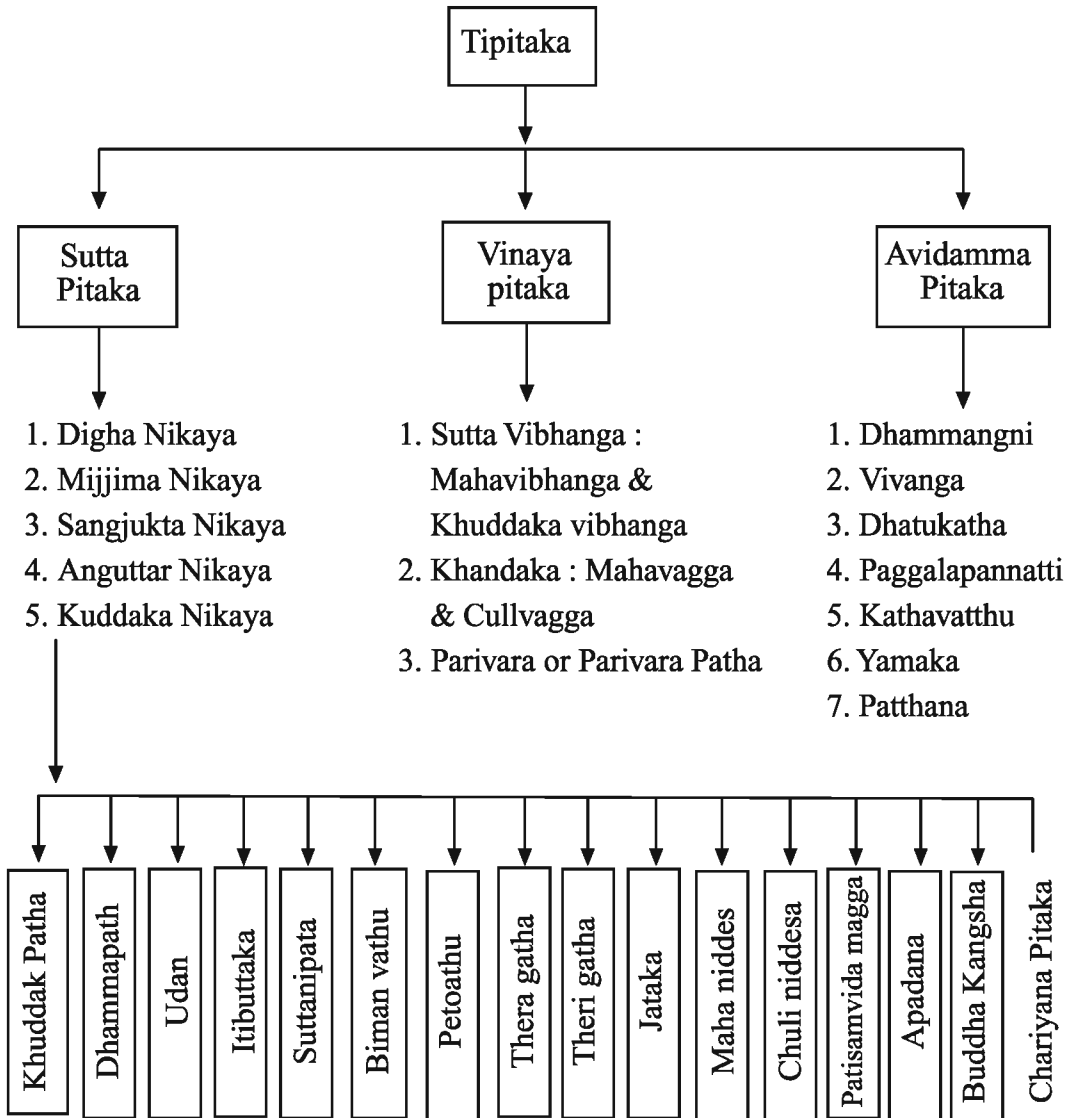 Tipitaka
Sutta
Pitaka
Vinaya
pitaka
Avidamma
Pitaka
1. Digha Nikaya
2. Mijjima Nikaya
3. Sangjukta Nikaya
4. Anguttar Nikaya
5. Kuddaka Nikaya
1. Sutta Vibhanga :
Mahavibhanga &
Khuddaka vibhanga
2. Khandaka : Mahavagga
& Cullvagga
3. Parivara or Parivara Patha
1. Dhammangni
2. Vivanga
3. Dhatukatha
4. Paggalapannatti
5. Kathavatthu
6. Yamaka
7. Patthana
Khuddak Patha
Dhammapath
Udan
Itibuttaka
Suttanipata
Biman vathu
Petoathu
Thera gatha
Theri gatha
Jataka
Maha niddes
Chuli niddesa
Patisamvida magga
Apadana
Buddha Kangsha
Chariyana Pitaka